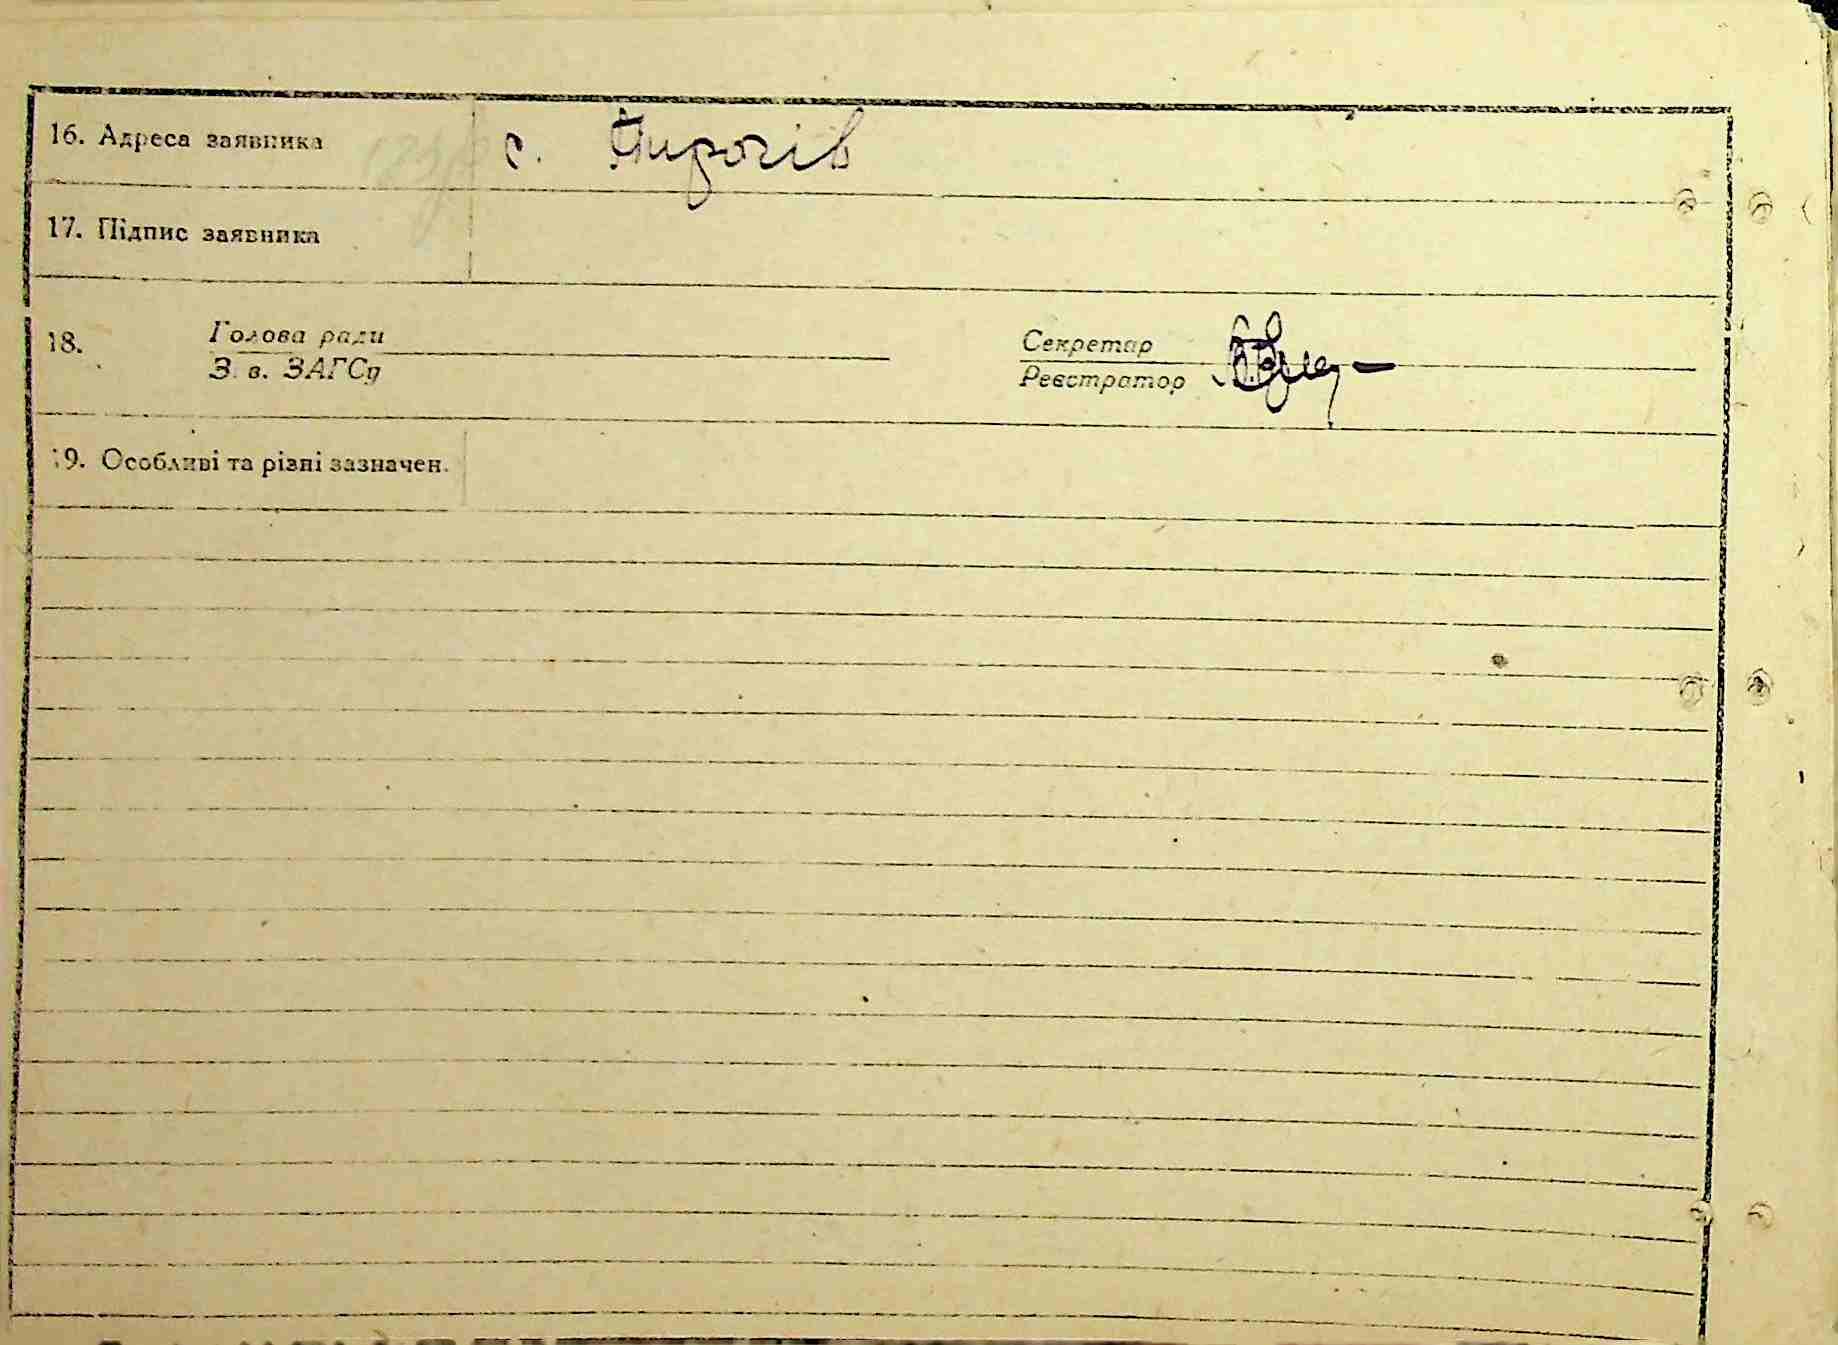 16. Адреса заявника с. Пирогів
17. Підпис заявника
18. Голова ради Секретар
З. в. ЗАГСу Реєстратор
19. Особливі та різні зазначен.